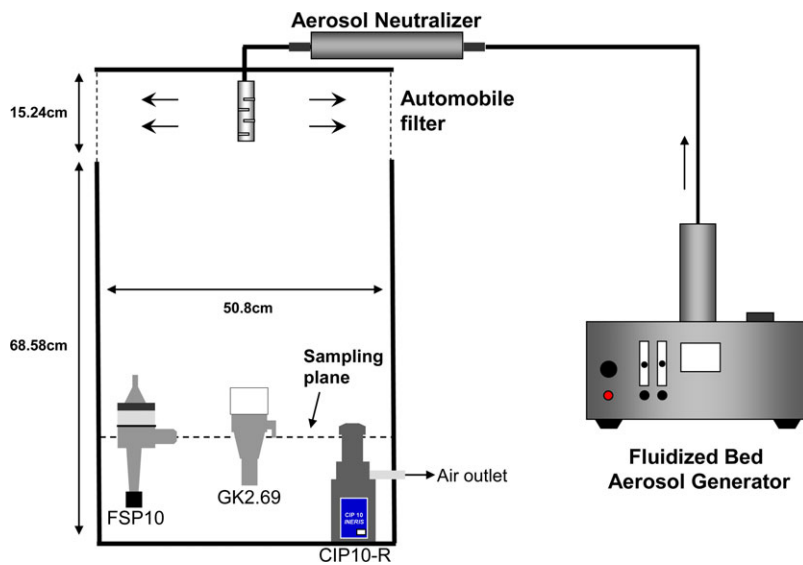 Aerosol Neutralizer
15.24cm
Automobile
filter
50.8cm
68.58cm
Sampling
plane
FSP10
GK2.69
CIP 10
INERIS
Air outlet
CIP10-R
Fluidized Bed
Aerosol Generator